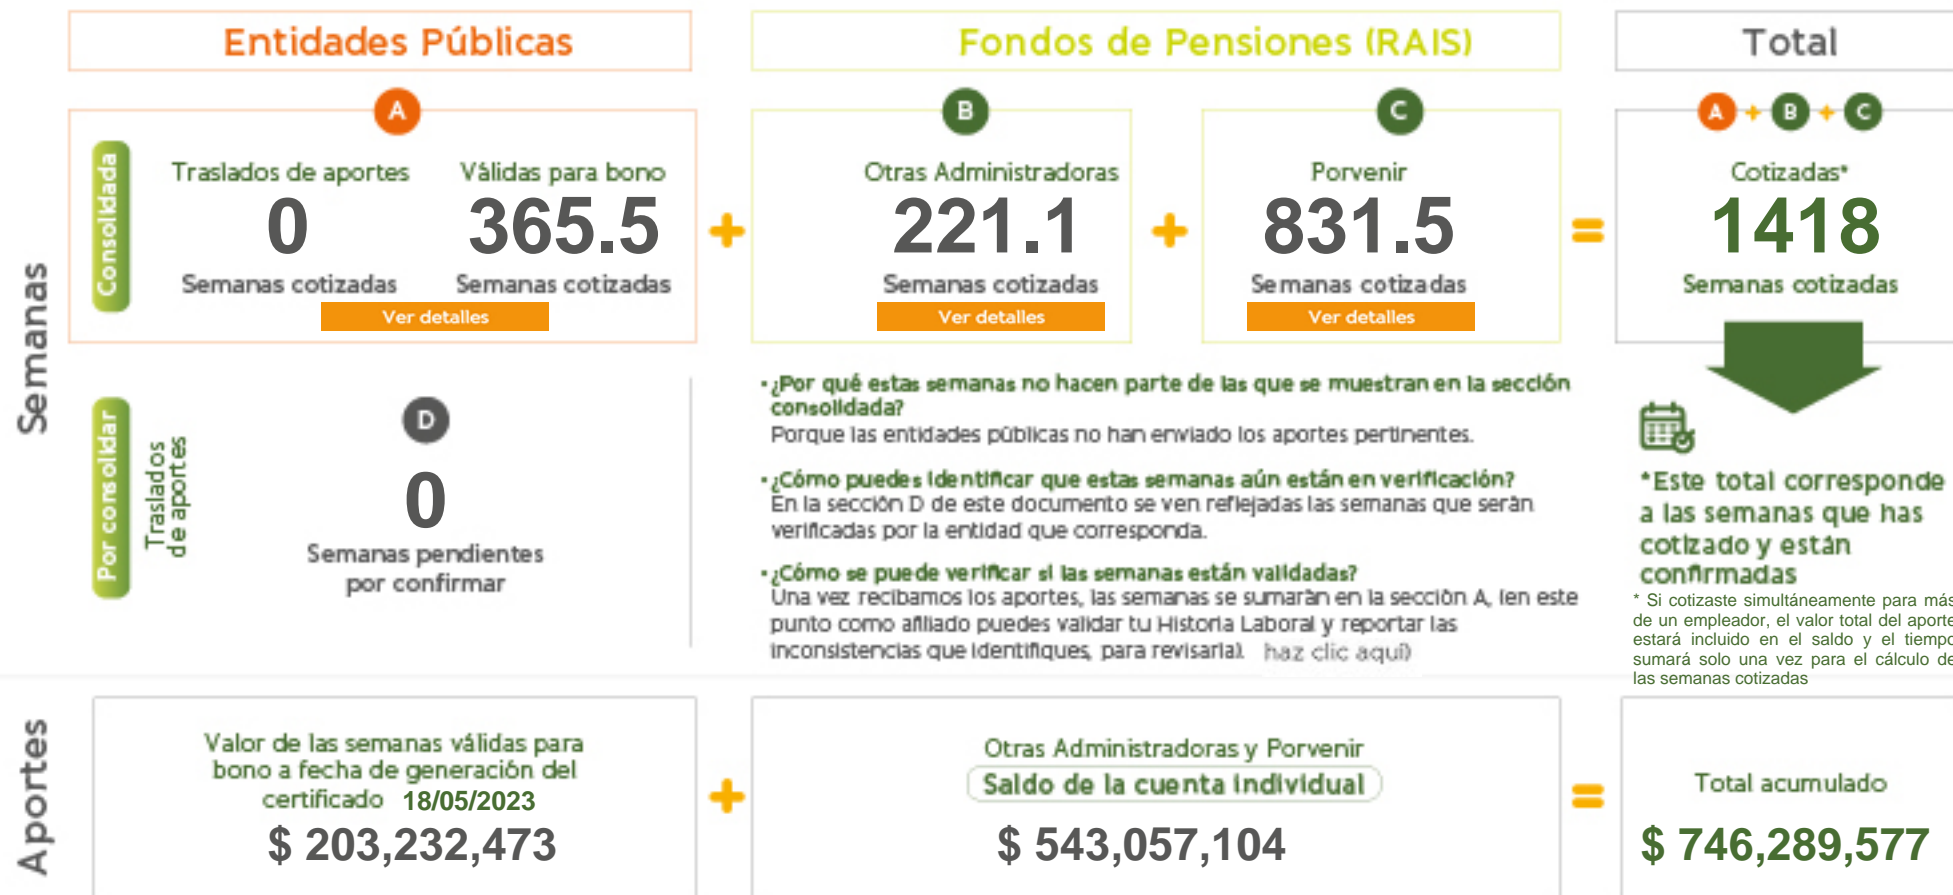 Entidades Públicas
Fondos de Pensiones (RAIS)
Total
Semanas
Consolidada
A
Traslados de aportes
0
Semanas cotizadas
Válidas para bono
365.5
Semanas cotizadas
Ver detalles
+
B
Otras Administradoras
221.1
Semanas cotizadas
Ver detalles
+
C
Porvenir
831.5
Semanas cotizadas
Ver detalles
=
A + B + C
Cotizadas*
1418
Semanas cotizadas
Por consolidar
Traslados
de aportes
D
0
Semanas pendientes
por confirmar
• ¿Por qué estas semanas no hacen parte de las que se muestran en la sección
consolidada?
Porque las entidades públicas no han enviado los aportes pertinentes.
• ¿Cómo puedes identificar que estas semanas aún están en verificación?
En la sección D de este documento se ven reflejadas las semanas que serán
verificadas por la entidad que corresponda.
• ¿Cómo se puede verificar si las semanas están validadas?
Una vez recibamos los aportes, las semanas se sumarán en la sección A, (en este
punto como afiliado puedes validar tu Historia Laboral y reportar las
inconsistencias que identifiques, para revisarla). haz clic aquí)
*Este total corresponde
a las semanas que has
cotizado y están
confirmadas
* Si cotizaste simultáneamente para más
de un empleador, el valor total del aporte
estará incluido en el saldo y el tiempo
sumará solo una vez para el cálculo de
las semanas cotizadas
Aportes
Valor de las semanas válidas para
bono a fecha de generación del
certificado 18/05/2023
$ 203,232,473
+
Otras Administradoras y Porvenir
Saldo de la cuenta individual
$ 543,057,104
=
Total acumulado
$ 746,289,577